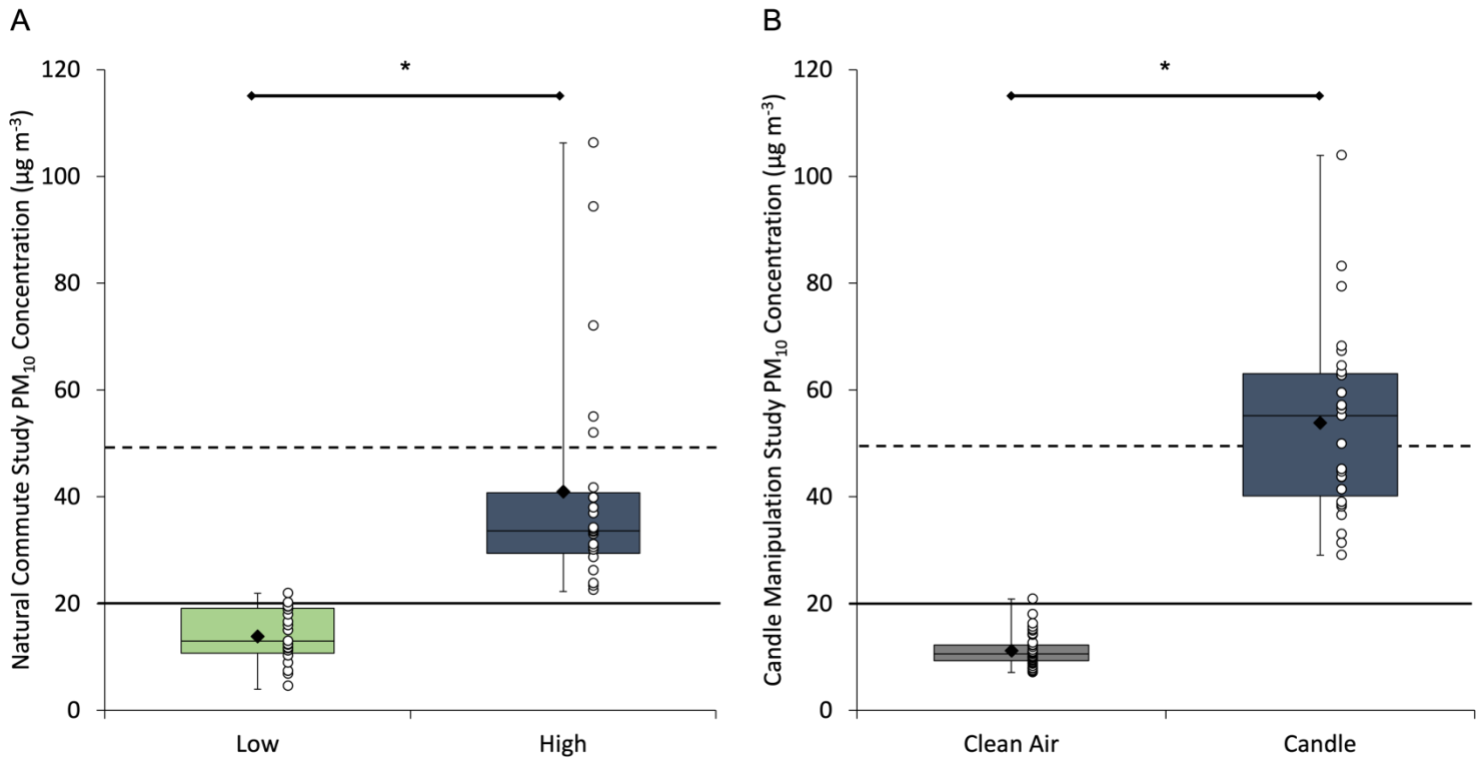 A
Natural Commute Study PM10 Concentration (µg m-3)
120
100
80
60
40
20
0
*
Low
High
B
Candle Manipulation Study PM10 Concentration (µg m-3)
120
100
80
60
40
20
0
*
Clean Air
Candle